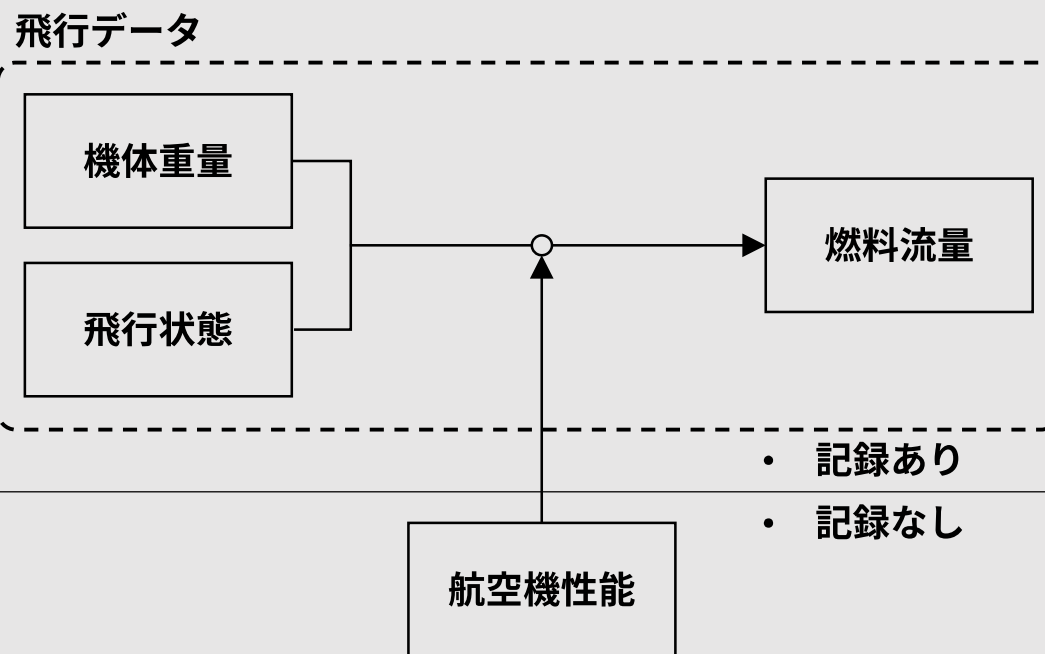 飛行データ
機体重量
燃料流量
飛行状態
• 記録あり
• 記録なし
航空機性能